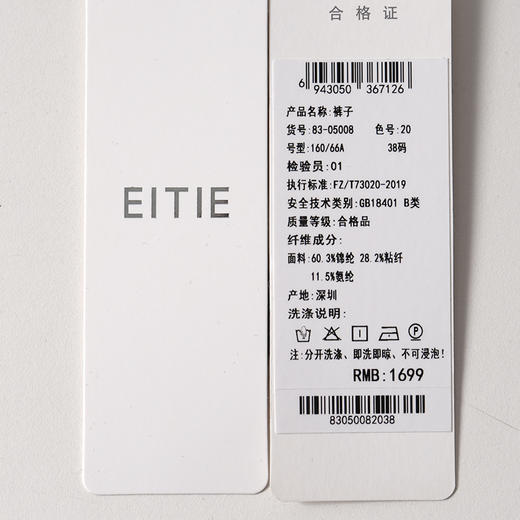 EITIE
合格证
6 943050 367126
产品名称:裤子
货号:83-05008 色号:20
号型:160/66A 38码
检验员:01
执行标准:FZ/T73020-2019
安全技术类别:GB18401 B类
质量等级:合格品
纤维成分:
面料:60.3%锦纶 28.2%粘纤
11.5%氨纶
产地:深圳
洗涤说明:
注:分开洗涤、即洗即晾、不可浸泡!
RMB:1699
83050082038